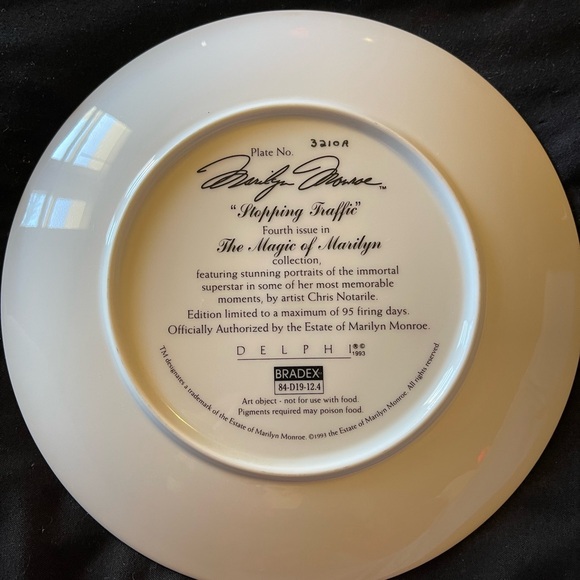 Plate No. 3210A
Marilyn Monroe™
“Stopping Traffic”
Fourth issue in
The Magic of Marilyn
collection,
featuring stunning portraits of the immortal
superstar in some of her most memorable
moments, by artist Chris Notarile.
Edition limited to a maximum of 95 firing days.
Officially Authorized by the Estate of Marilyn Monroe.
DELPHI ®©
1993
BRADEX
84-D19-12.4
Art object - not for use with food.
Pigments required may poison food.
TM designates a trademark of the Estate of Marilyn Monroe. ©1993 the Estate of Marilyn Monroe. All rights reserved